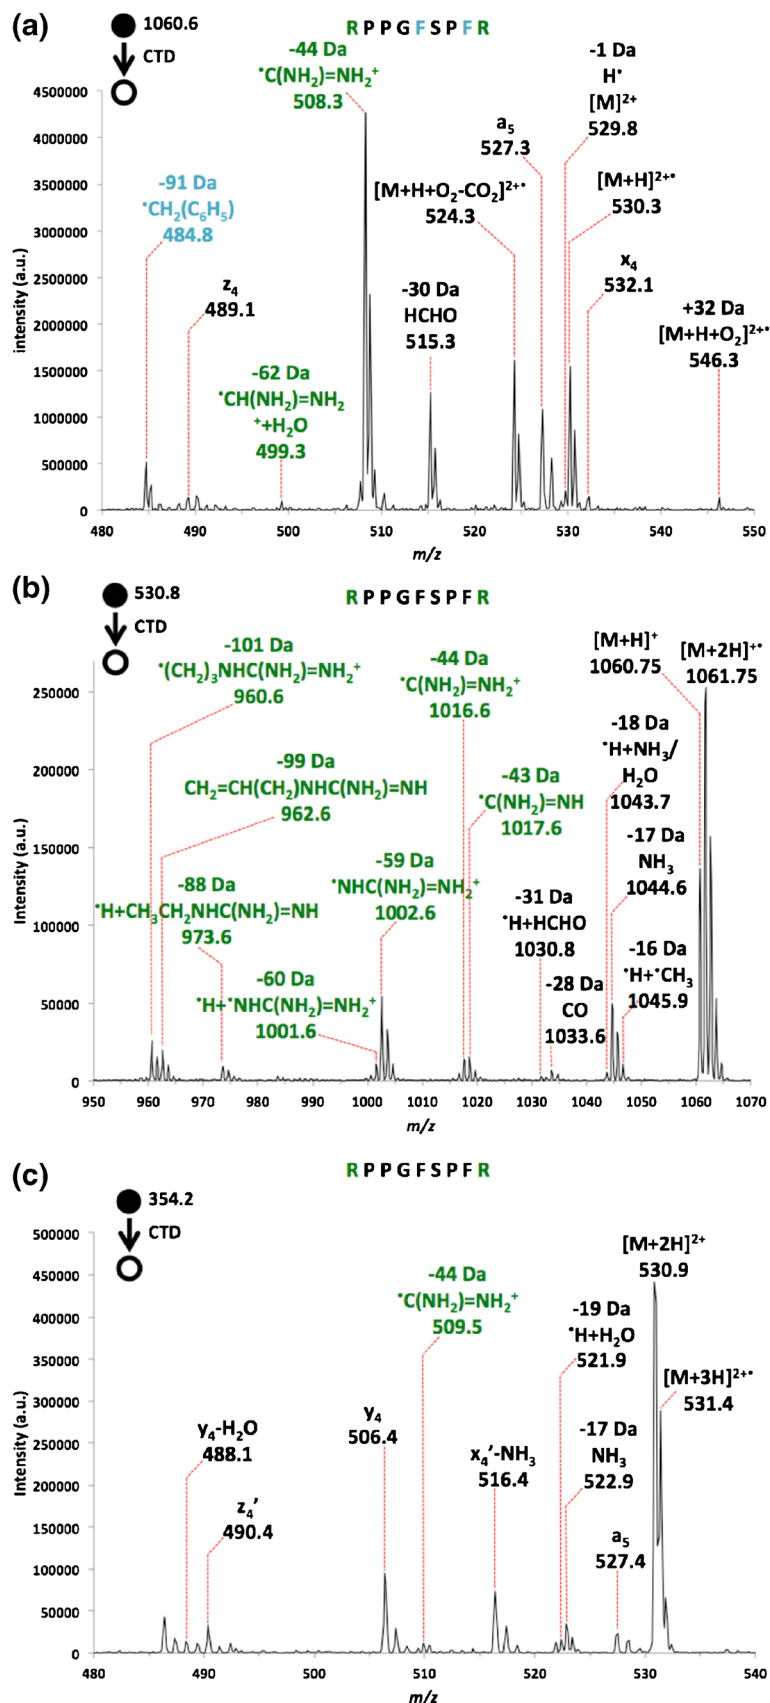 (a)
1060.6
CTD
R P P G F S P F R
-44 Da
•C(NH₂)=NH₂⁺
508.3
-1 Da
H•
[M]²⁺
529.8
a₅
527.3
-91 Da
•CH₂(C₆H₅)
484.8
[M+H+O₂-CO₂]²⁺•
524.3
[M+H]²⁺•
530.3
z₄
489.1
-30 Da
HCHO
515.3
x₄
532.1
+32 Da
[M+H+O₂]²⁺•
546.3
-62 Da
•CH(NH₂)=NH₂
⁺+H₂O
499.3
intensity (a.u.)
4500000
4000000
3500000
3000000
2500000
2000000
1500000
1000000
500000
0
480 490 500 510 520 530 540 550
m/z
(b)
530.8
CTD
R P P G F S P F R
-101 Da
•(CH₂)₃NHC(NH₂)=NH₂⁺
960.6
-44 Da
•C(NH₂)=NH₂⁺
1016.6
[M+H]⁺
1060.75
[M+2H]⁺•
1061.75
-99 Da
CH₂=CH(CH₂)NHC(NH₂)=NH
962.6
-18 Da
•H+NH₃/
H₂O
1043.7
-43 Da
•C(NH₂)=NH
1017.6
-88 Da
•H+CH₃CH₂NHC(NH₂)=NH
973.6
-59 Da
•NHC(NH₂)=NH₂⁺
1002.6
-17 Da
NH₃
1044.6
-31 Da
•H+HCHO
1030.8
-60 Da
•H+•NHC(NH₂)=NH₂⁺
1001.6
-28 Da
CO
1033.6
-16 Da
•H+•CH₃
1045.9
Intensity (a.u.)
250000
200000
150000
100000
50000
0
950 960 970 980 990 1000 1010 1020 1030 1040 1050 1060 1070
m/z
(c)
354.2
CTD
R P P G F S P F R
[M+2H]²⁺
530.9
-44 Da
•C(NH₂)=NH₂⁺
509.5
-19 Da
•H+H₂O
521.9
[M+3H]²⁺•
531.4
y₄-H₂O
488.1
y₄
506.4
x₄'-NH₃
516.4
-17 Da
NH₃
522.9
z₄'
490.4
a₅
527.4
Intensity (a.u.)
500000
450000
400000
350000
300000
250000
200000
150000
100000
50000
0
480 490 500 510 520 530 540
m/z